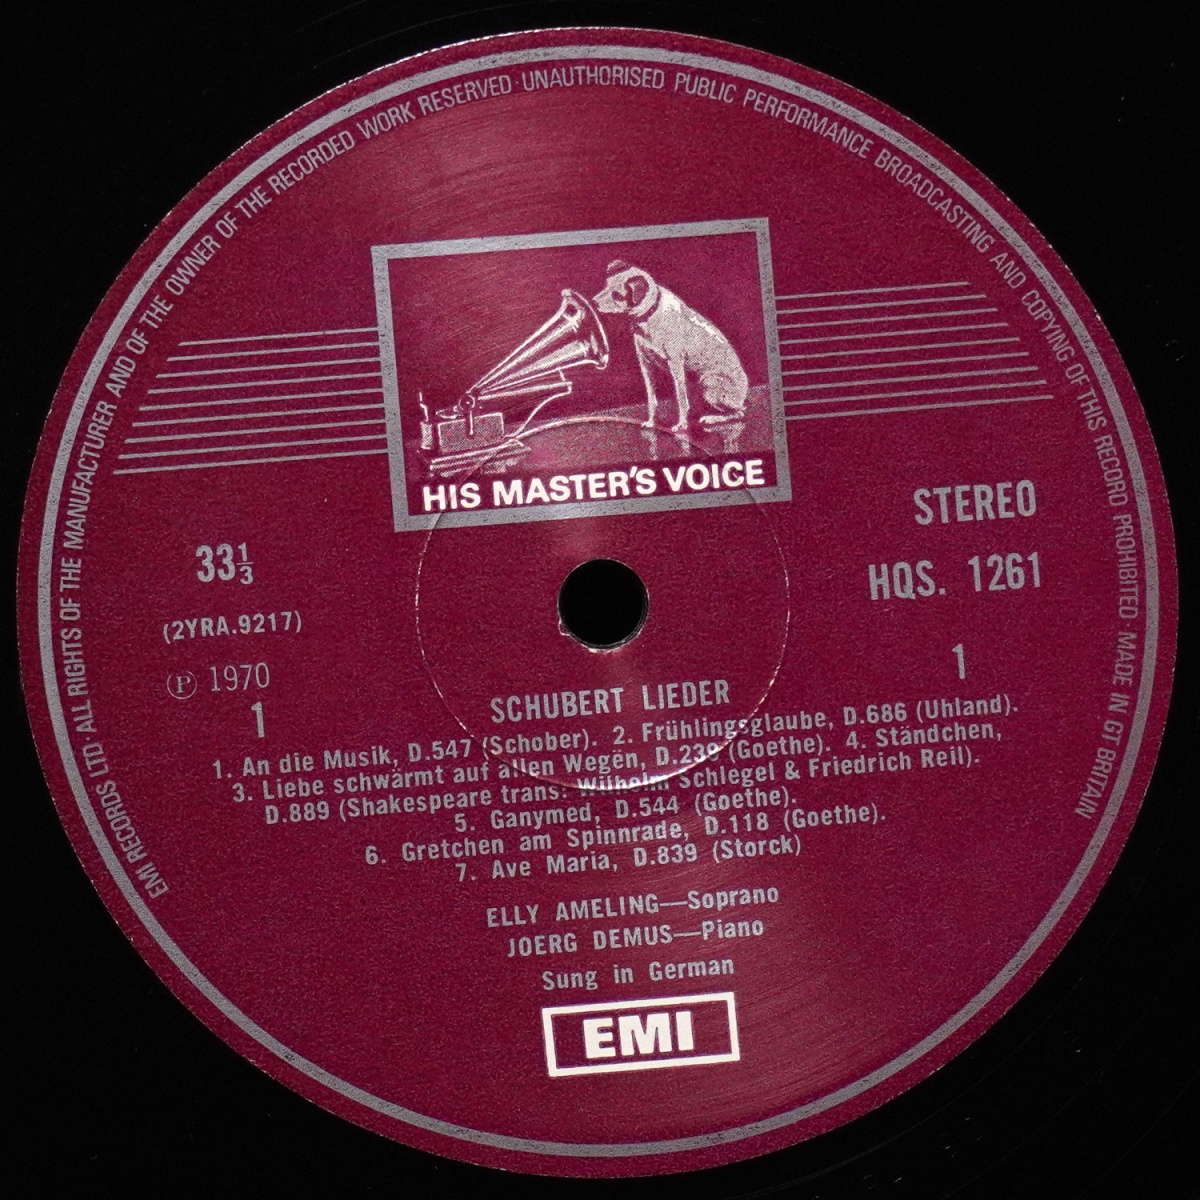 EMI RECORDS LTD. ALL RIGHTS OF THE MANUFACTURER AND OF THE OWNER OF THE RECORDED WORK RESERVED · UNAUTHORISED PUBLIC PERFORMANCE BROADCASTING AND COPYING OF THIS RECORD PROHIBITED · MADE IN GT BRITAIN
HIS MASTER'S VOICE
STEREO
33⅓
HQS. 1261
(2YRA.9217)
℗ 1970
1
1
SCHUBERT LIEDER
1. An die Musik, D.547 (Schober). 2. Frühlingsglaube, D.686 (Uhland).
3. Liebe schwärmt auf allen Wegën, D.239 (Goethe). 4. Ständchen,
D.889 (Shakespeare trans: Wilhelm Schlegel & Friedrich Reil).
5. Ganymed, D.544 (Goethe).
6. Gretchen am Spinnrade, D.118 (Goethe).
7. Ave Maria, D.839 (Storck)
ELLY AMELING—Soprano
JOERG DEMUS—Piano
Sung in German
EMI